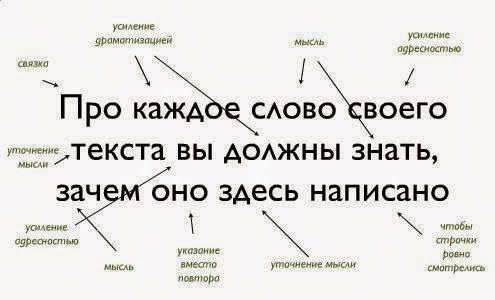 усиление
драматизацией
мысль
усиление
адресностью
связка
Про каждое слово своего
уточнение
мысли
текста вы должны знать,
зачем оно здесь написано
усиление
адресностью
мысль
указание
вместо
повтора
уточнение мысли
чтобы
строчки
ровно
смотрелись